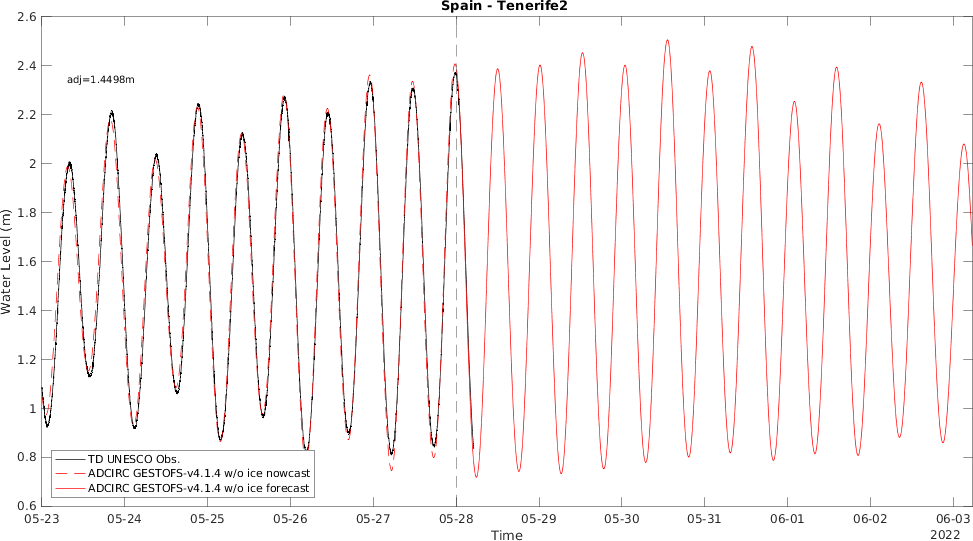 Spain - Tenerife2
adj=1.4498m
Water Level (m)
2.6
2.4
2.2
2
1.8
1.6
1.4
1.2
1
0.8
0.6
TD UNESCO Obs.
ADCIRC GESTOFS-v4.1.4 w/o ice nowcast
ADCIRC GESTOFS-v4.1.4 w/o ice forecast
05-23 05-24 05-25 05-26 05-27 05-28 05-29 05-30 05-31 06-01 06-02 06-03
Time
2022